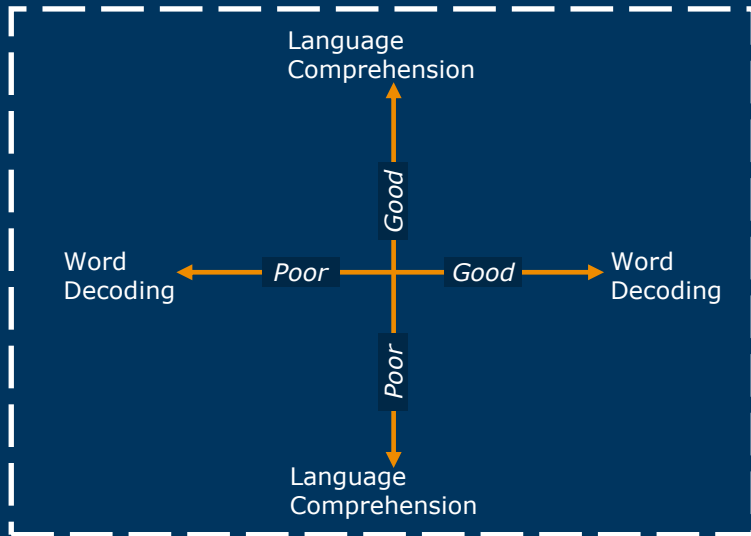 Language
Comprehension
Good
Word
Decoding
Poor
Good
Word
Decoding
Poor
Language
Comprehension